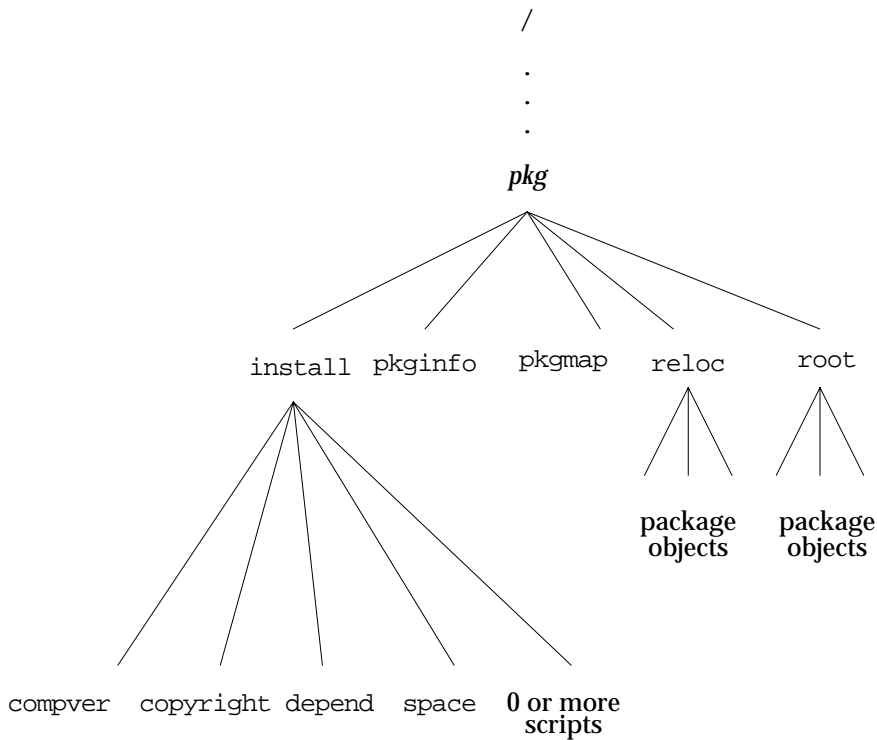 /
.
.
.
pkg
install pkginfo pkgmap reloc root
package
objects
package
objects
compver copyright depend space 0 or more
scripts